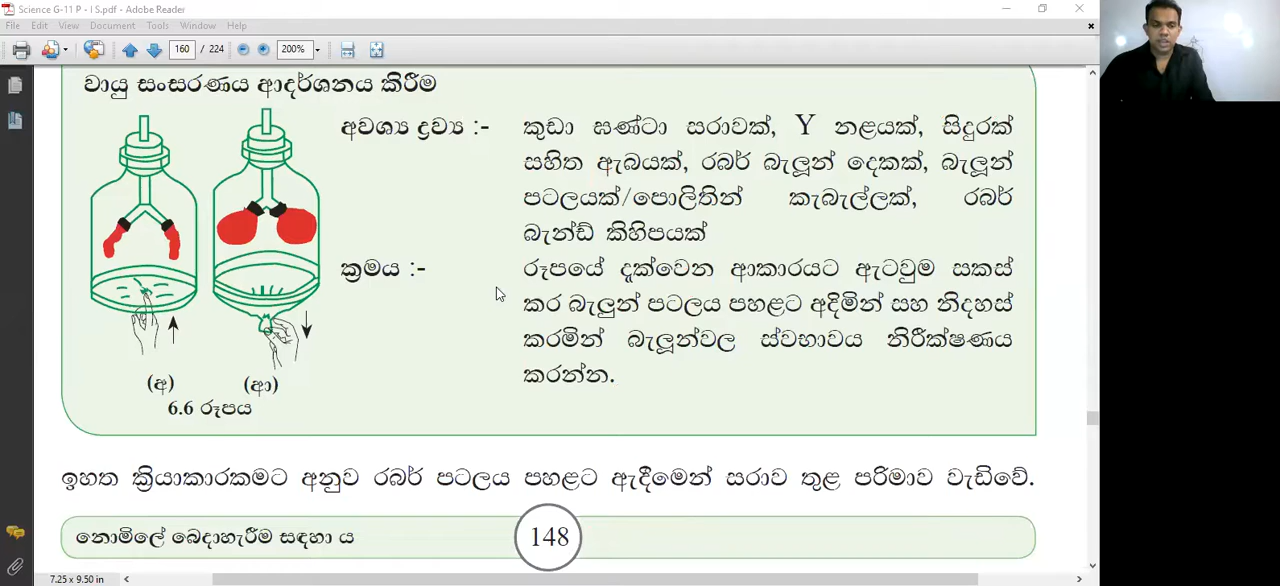 Science G-11 P - I S.pdf - Adobe Reader
File Edit View Document Tools Window Help
160 / 224 200%
වායු සංසරණය ආදර්ශනය කිරීම
අවශ්‍ය ද්‍රව්‍ය :- කුඩා ඝණ්ටා සරාවක්, Y නළයක්, සිදුරක්
සහිත ඇබයක්, රබර් බැලූන් දෙකක්, බැලූන්
පටලයක්/පොලිතින් කැබැල්ලක්, රබර්
බෑන්ඩ් කිහිපයක්
ක්‍රමය :- රූපයේ දැක්වෙන ආකාරයට ඇටවුම සකස්
කර බැලුන් පටලය පහළට අදිමින් සහ නිදහස්
කරමින් බැලූන්වල ස්වභාවය නිරීක්ෂණය
කරන්න.
(අ) (ආ)
6.6 රූපය
ඉහත ක්‍රියාකාරකමට අනුව රබර් පටලය පහළට ඇදීමෙන් සරාව තුළ පරිමාව වැඩිවේ.
නොමිලේ බෙදාහැරීම සඳහා ය 148
7.25 x 9.50 in